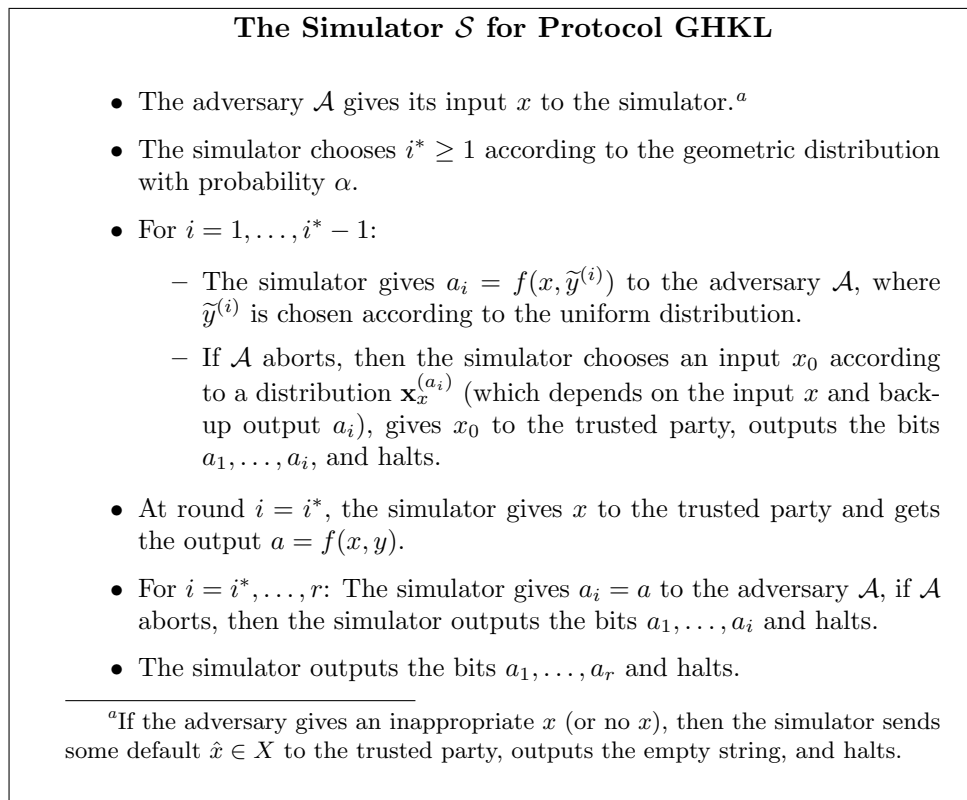 The Simulator 𝒮 for Protocol GHKL
• The adversary 𝒜 gives its input x to the simulator.ᵃ
• The simulator chooses i* ≥ 1 according to the geometric distribution
with probability α.
• For i = 1, . . . , i* − 1:
– The simulator gives aᵢ = f(x, ỹ⁽ⁱ⁾) to the adversary 𝒜, where
ỹ⁽ⁱ⁾ is chosen according to the uniform distribution.
– If 𝒜 aborts, then the simulator chooses an input x₀ according
to a distribution 𝐱ₓ^(aᵢ) (which depends on the input x and back-
up output aᵢ), gives x₀ to the trusted party, outputs the bits
a₁, . . . , aᵢ, and halts.
• At round i = i*, the simulator gives x to the trusted party and gets
the output a = f(x, y).
• For i = i*, . . . , r: The simulator gives aᵢ = a to the adversary 𝒜, if 𝒜
aborts, then the simulator outputs the bits a₁, . . . , aᵢ and halts.
• The simulator outputs the bits a₁, . . . , aᵣ and halts.
ᵃIf the adversary gives an inappropriate x (or no x), then the simulator sends
some default x̂ ∈ X to the trusted party, outputs the empty string, and halts.